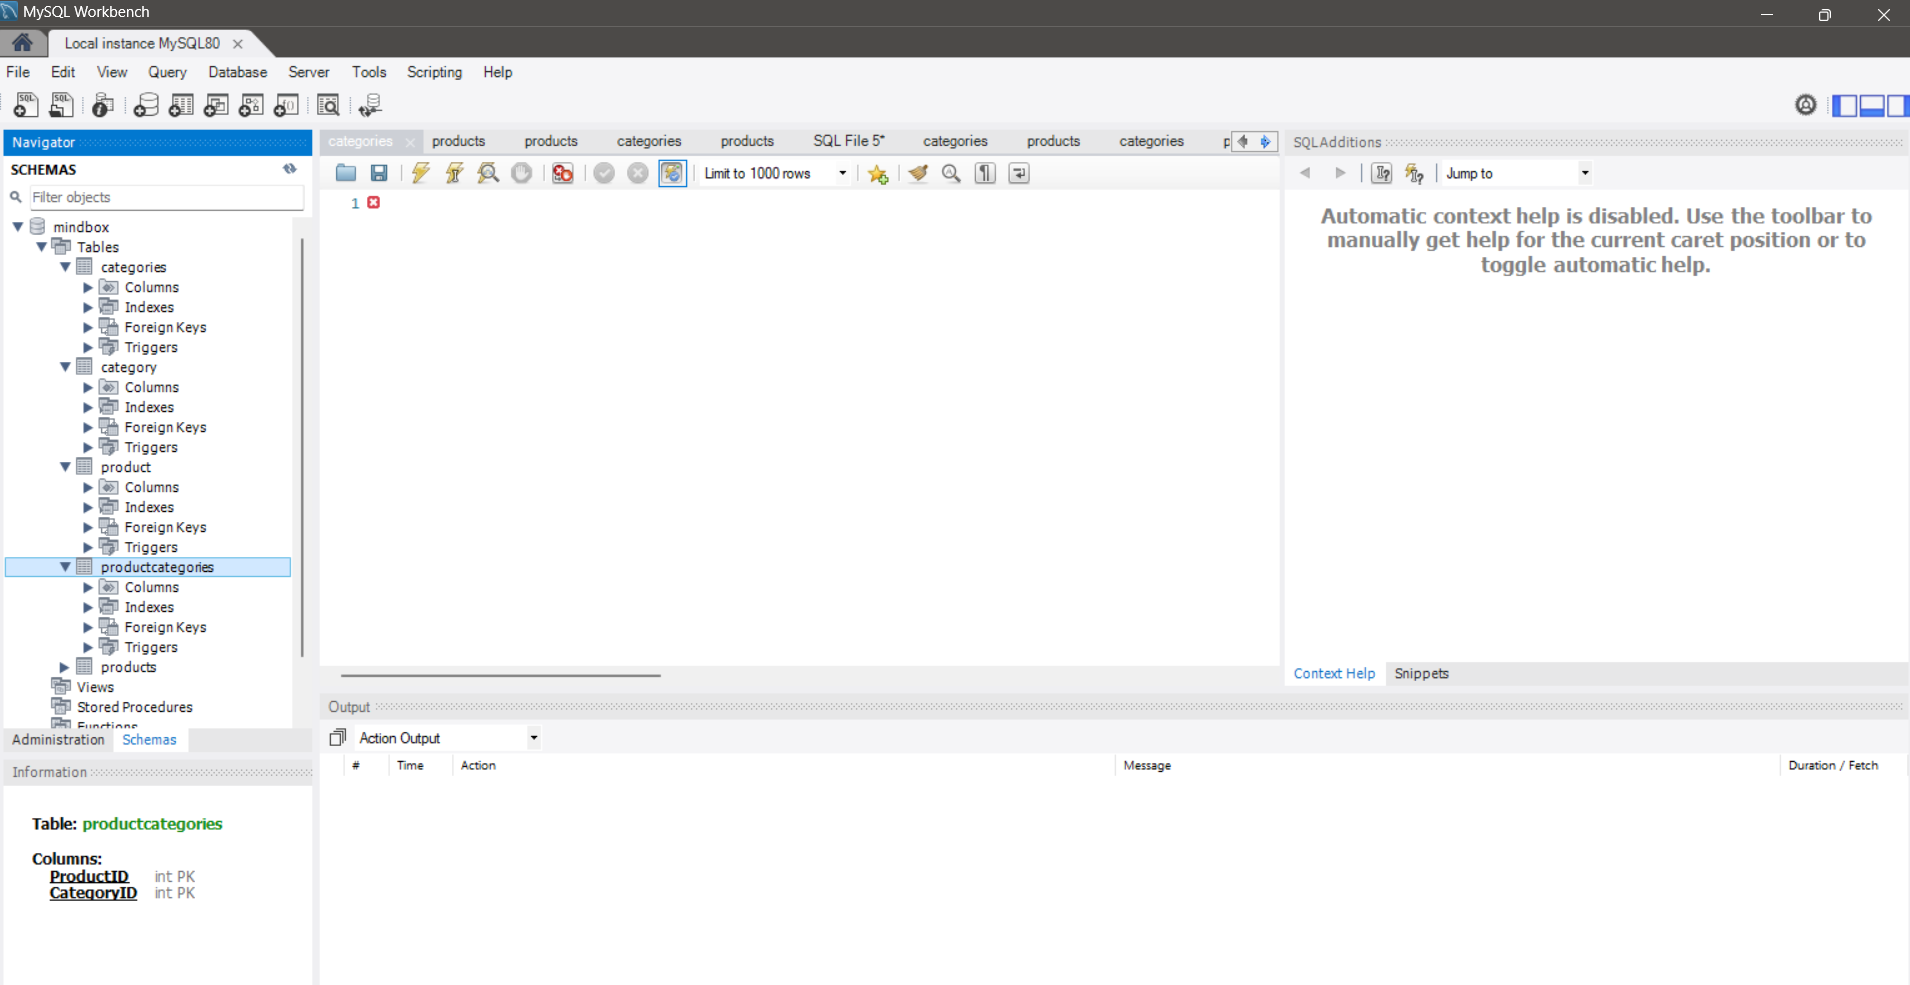 MySQL Workbench
Local instance MySQL80
File Edit View Query Database Server Tools Scripting Help
Navigator
SCHEMAS
Filter objects
mindbox
Tables
categories
Columns
Indexes
Foreign Keys
Triggers
category
Columns
Indexes
Foreign Keys
Triggers
product
Columns
Indexes
Foreign Keys
Triggers
productcategories
Columns
Indexes
Foreign Keys
Triggers
products
Views
Stored Procedures
Functions
Administration Schemas
Information
Table: productcategories
Columns:
ProductID int PK
CategoryID int PK
categories products products categories products SQL File 5* categories products categories p
Limit to 1000 rows
1
Output
Action Output
# Time Action Message Duration / Fetch
SQLAdditions
Jump to
Automatic context help is disabled. Use the toolbar to
manually get help for the current caret position or to
toggle automatic help.
Context Help Snippets